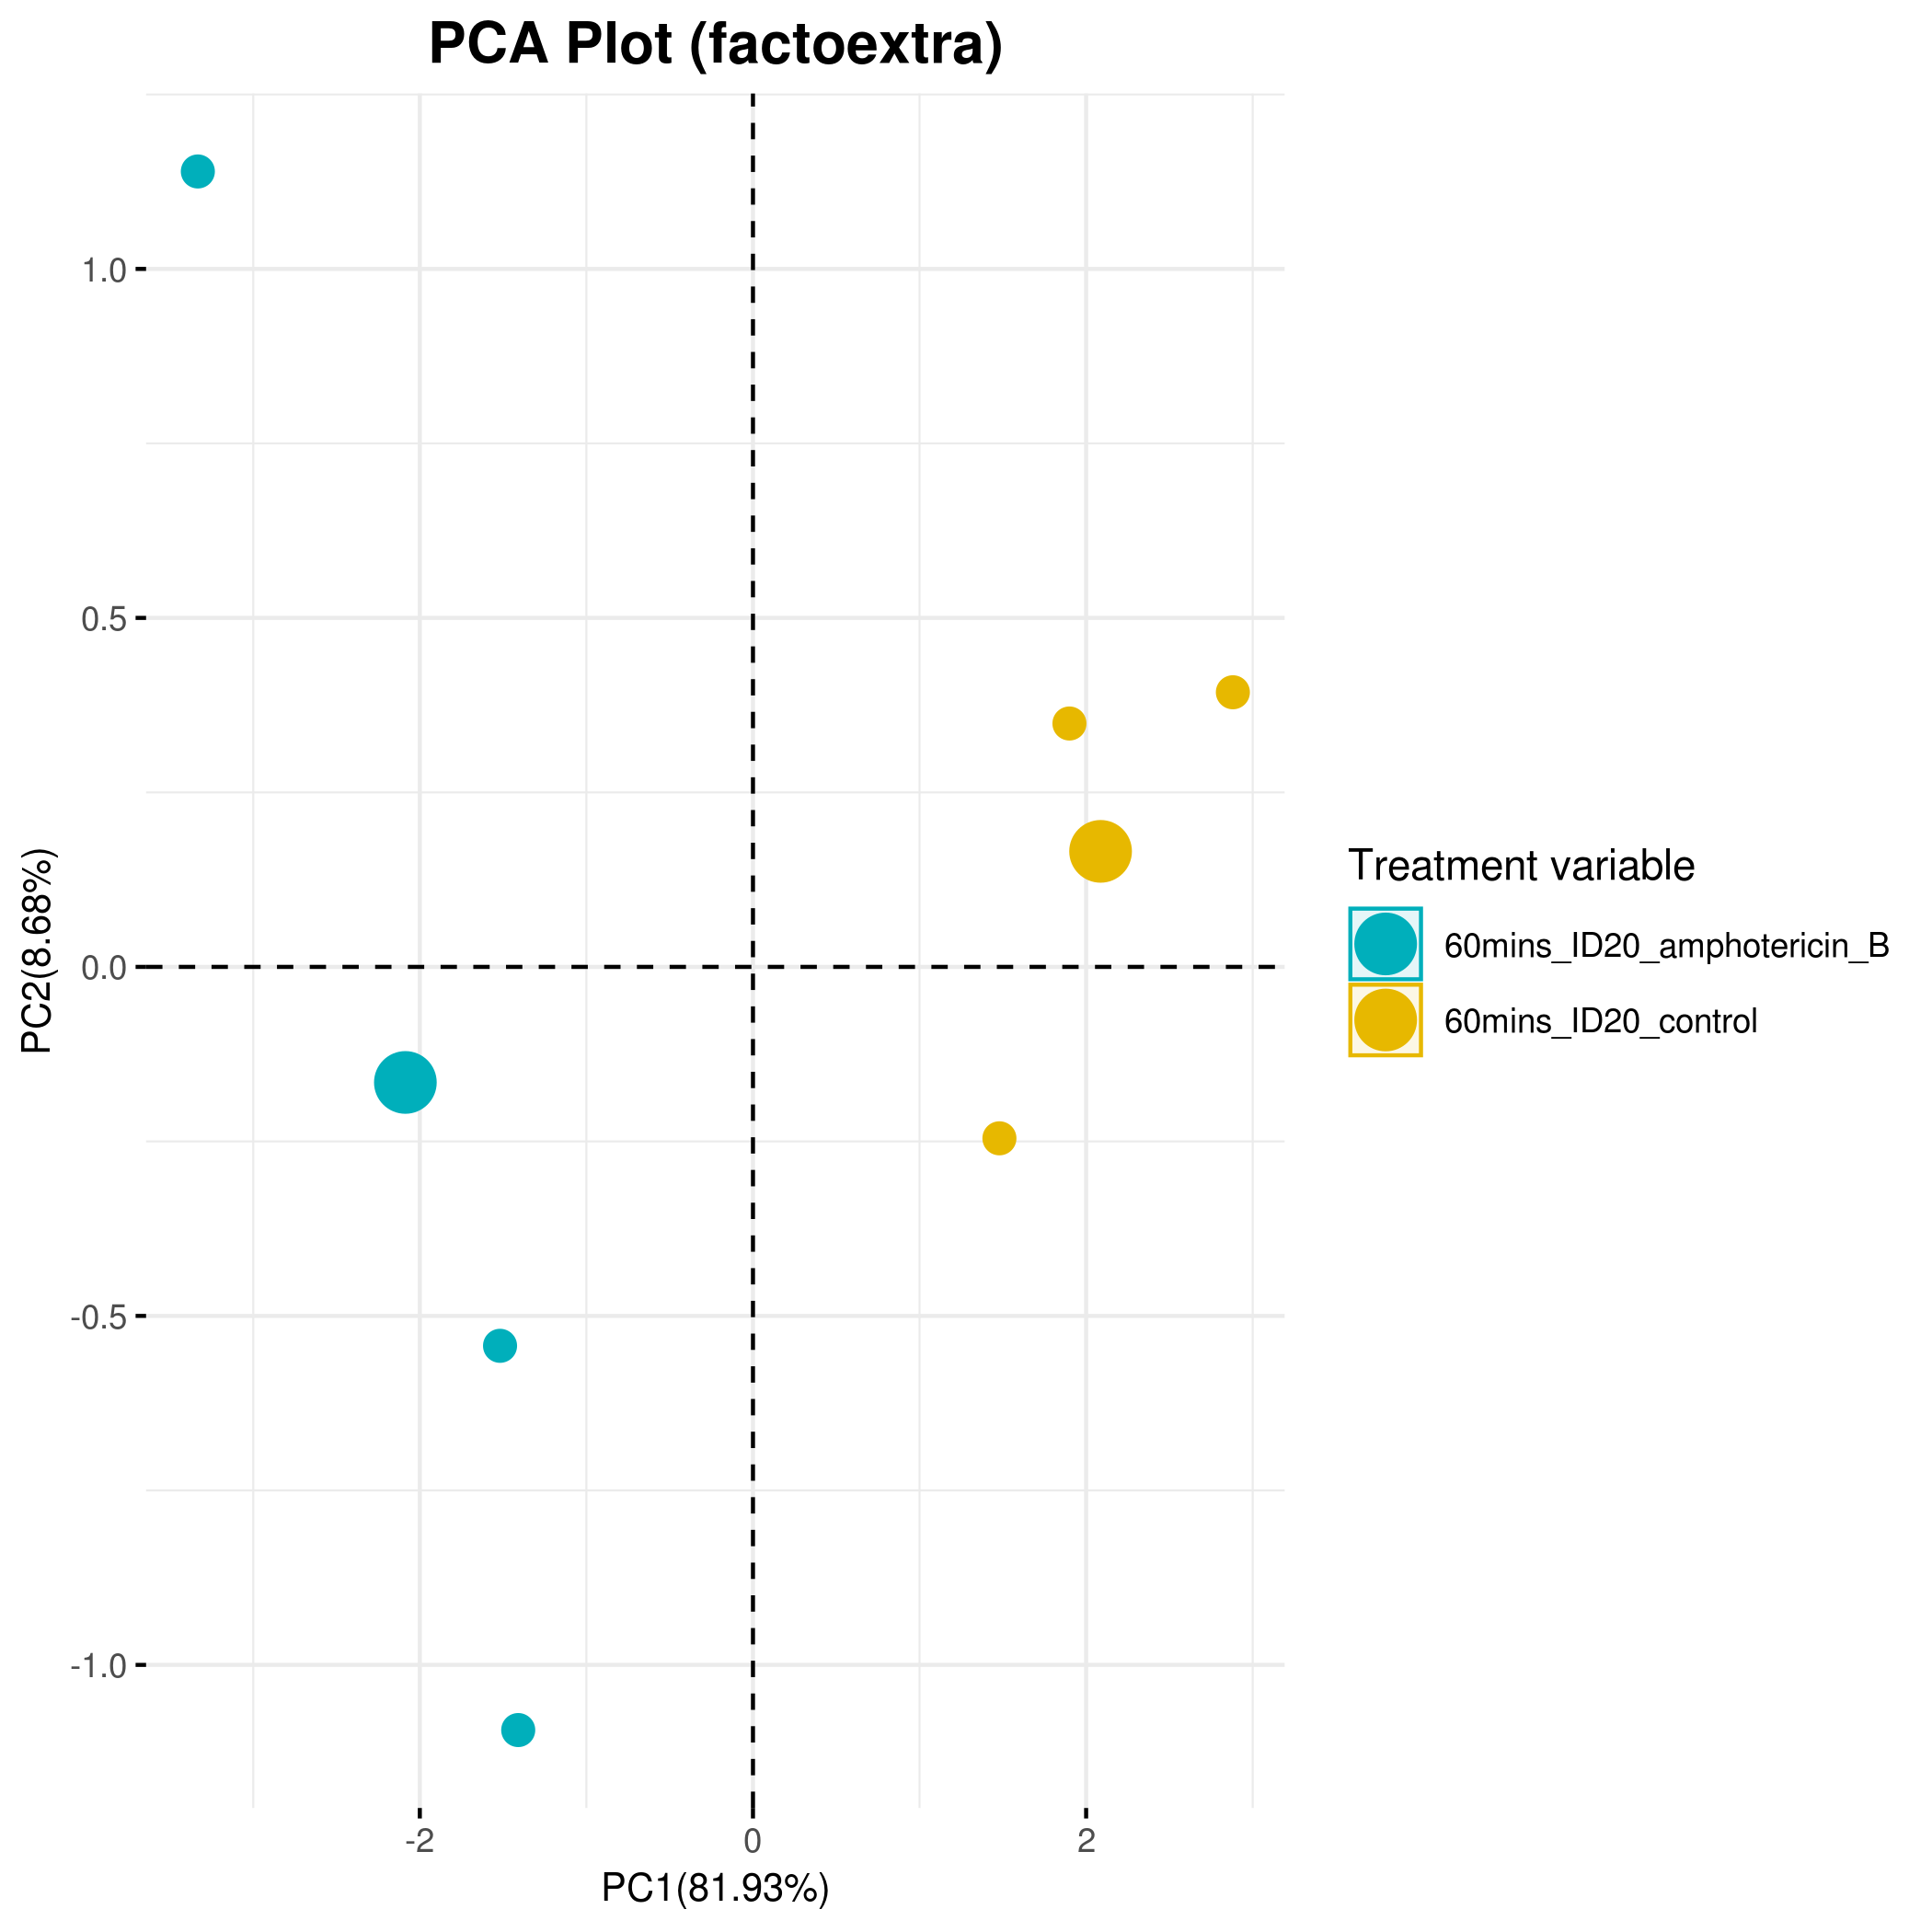 PCA Plot (factoextra)
1.0
0.5
0.0
-0.5
-1.0
PC2(8.68%)
-2
0
2
PC1(81.93%)
Treatment variable
60mins_ID20_amphotericin_B
60mins_ID20_control